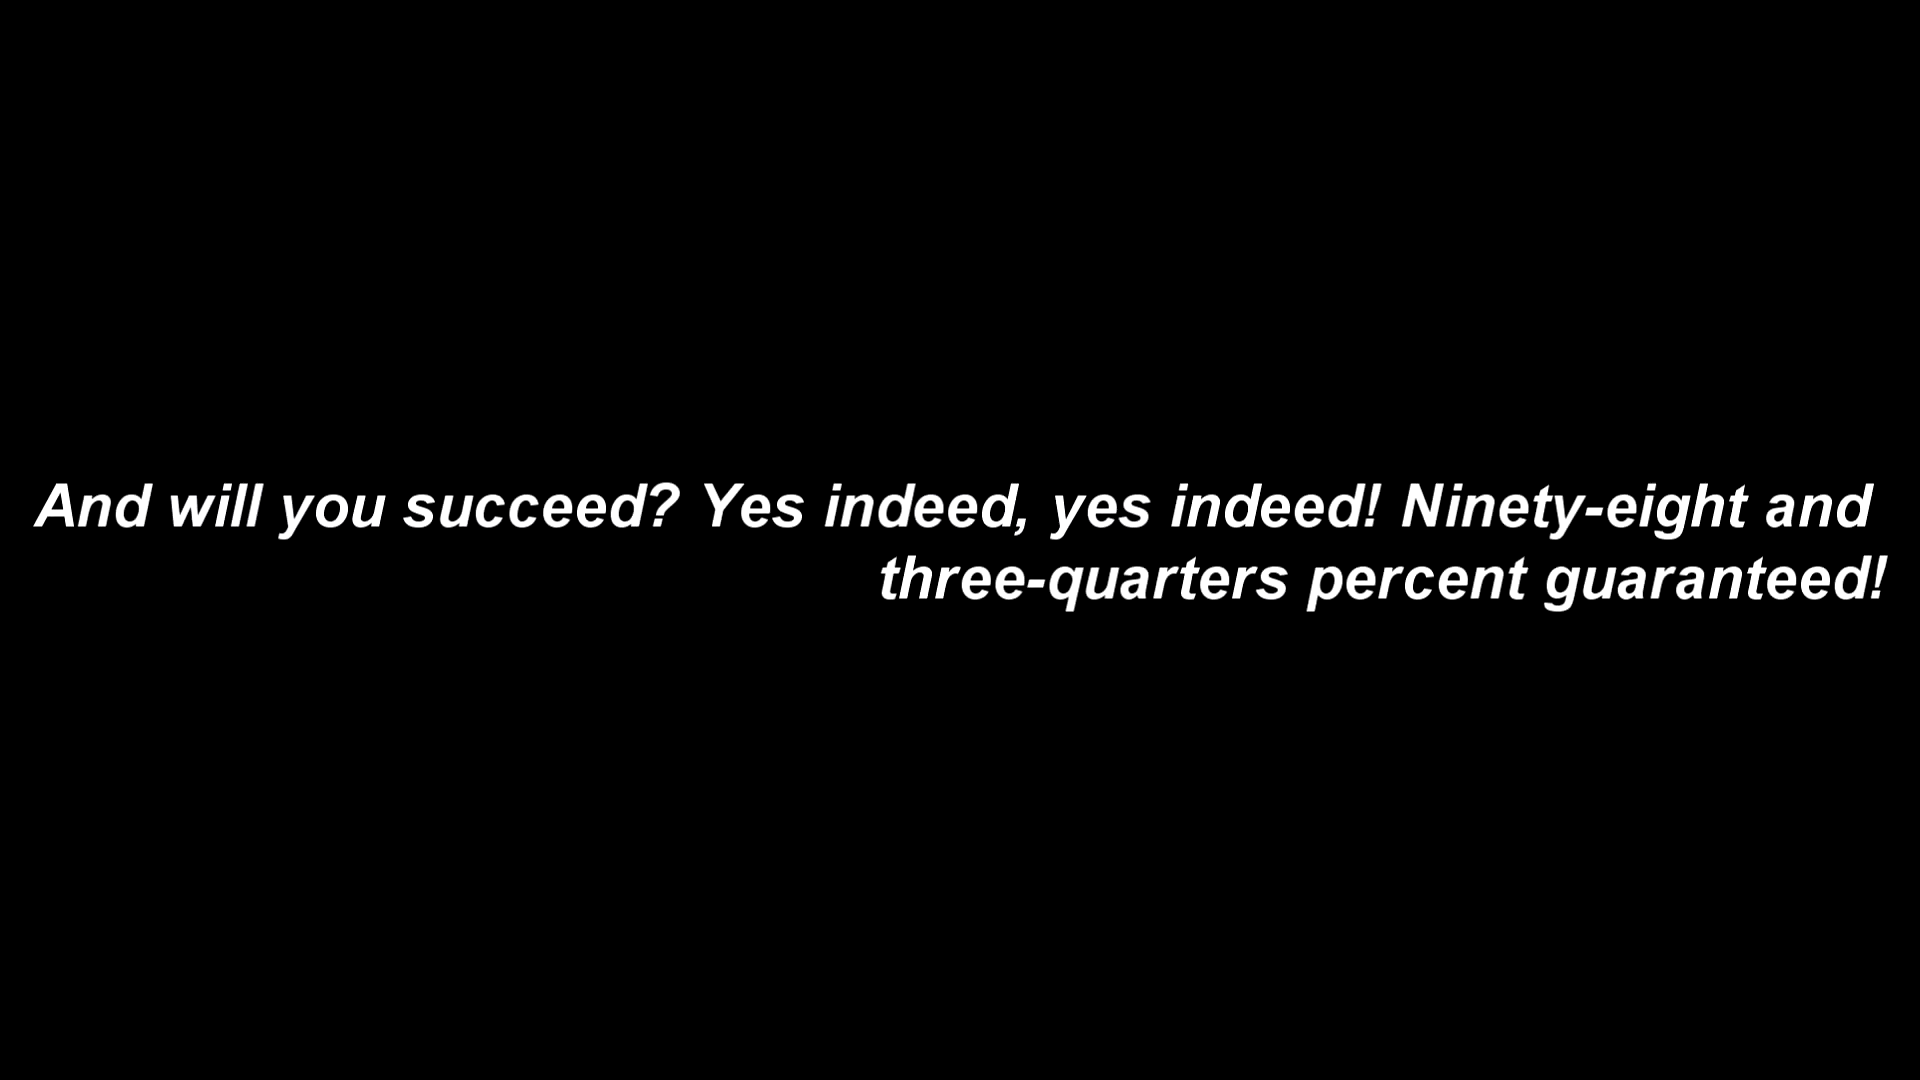 And will you succeed? Yes indeed, yes indeed! Ninety-eight and
three-quarters percent guaranteed!